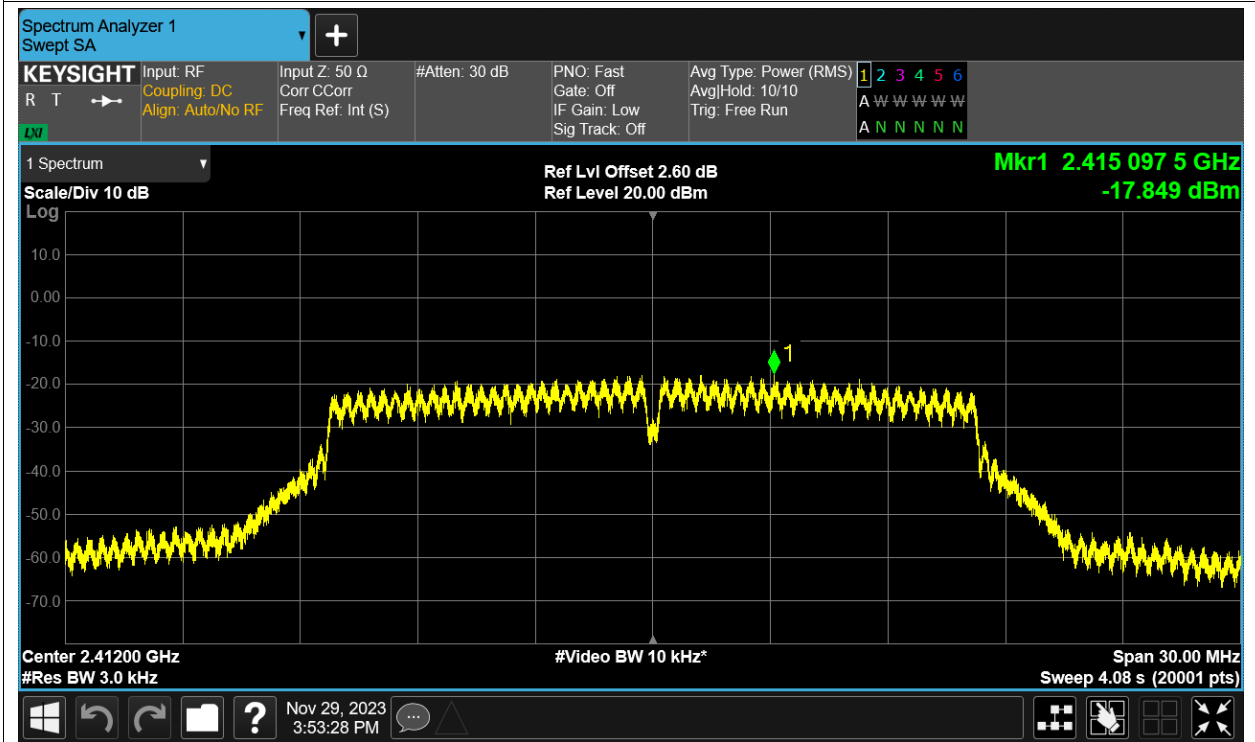 Spectrum Analyzer 1
Swept SA
KEYSIGHT
R T
LXI
Input: RF
Coupling: DC
Align: Auto/No RF
Input Z: 50 Ω
Corr CCorr
Freq Ref: Int (S)
#Atten: 30 dB
PNO: Fast
Gate: Off
IF Gain: Low
Sig Track: Off
Avg Type: Power (RMS)
Avg|Hold: 10/10
Trig: Free Run
1 2 3 4 5 6
A W W W W W
A N N N N N
1 Spectrum
Scale/Div 10 dB
Log
Ref Lvl Offset 2.60 dB
Ref Level 20.00 dBm
Mkr1 2.415 097 5 GHz
-17.849 dBm
10.0
0.00
-10.0
-20.0
-30.0
-40.0
-50.0
-60.0
-70.0
1
Center 2.41200 GHz
#Res BW 3.0 kHz
#Video BW 10 kHz*
Span 30.00 MHz
Sweep 4.08 s (20001 pts)
?
Nov 29, 2023
3:53:28 PM